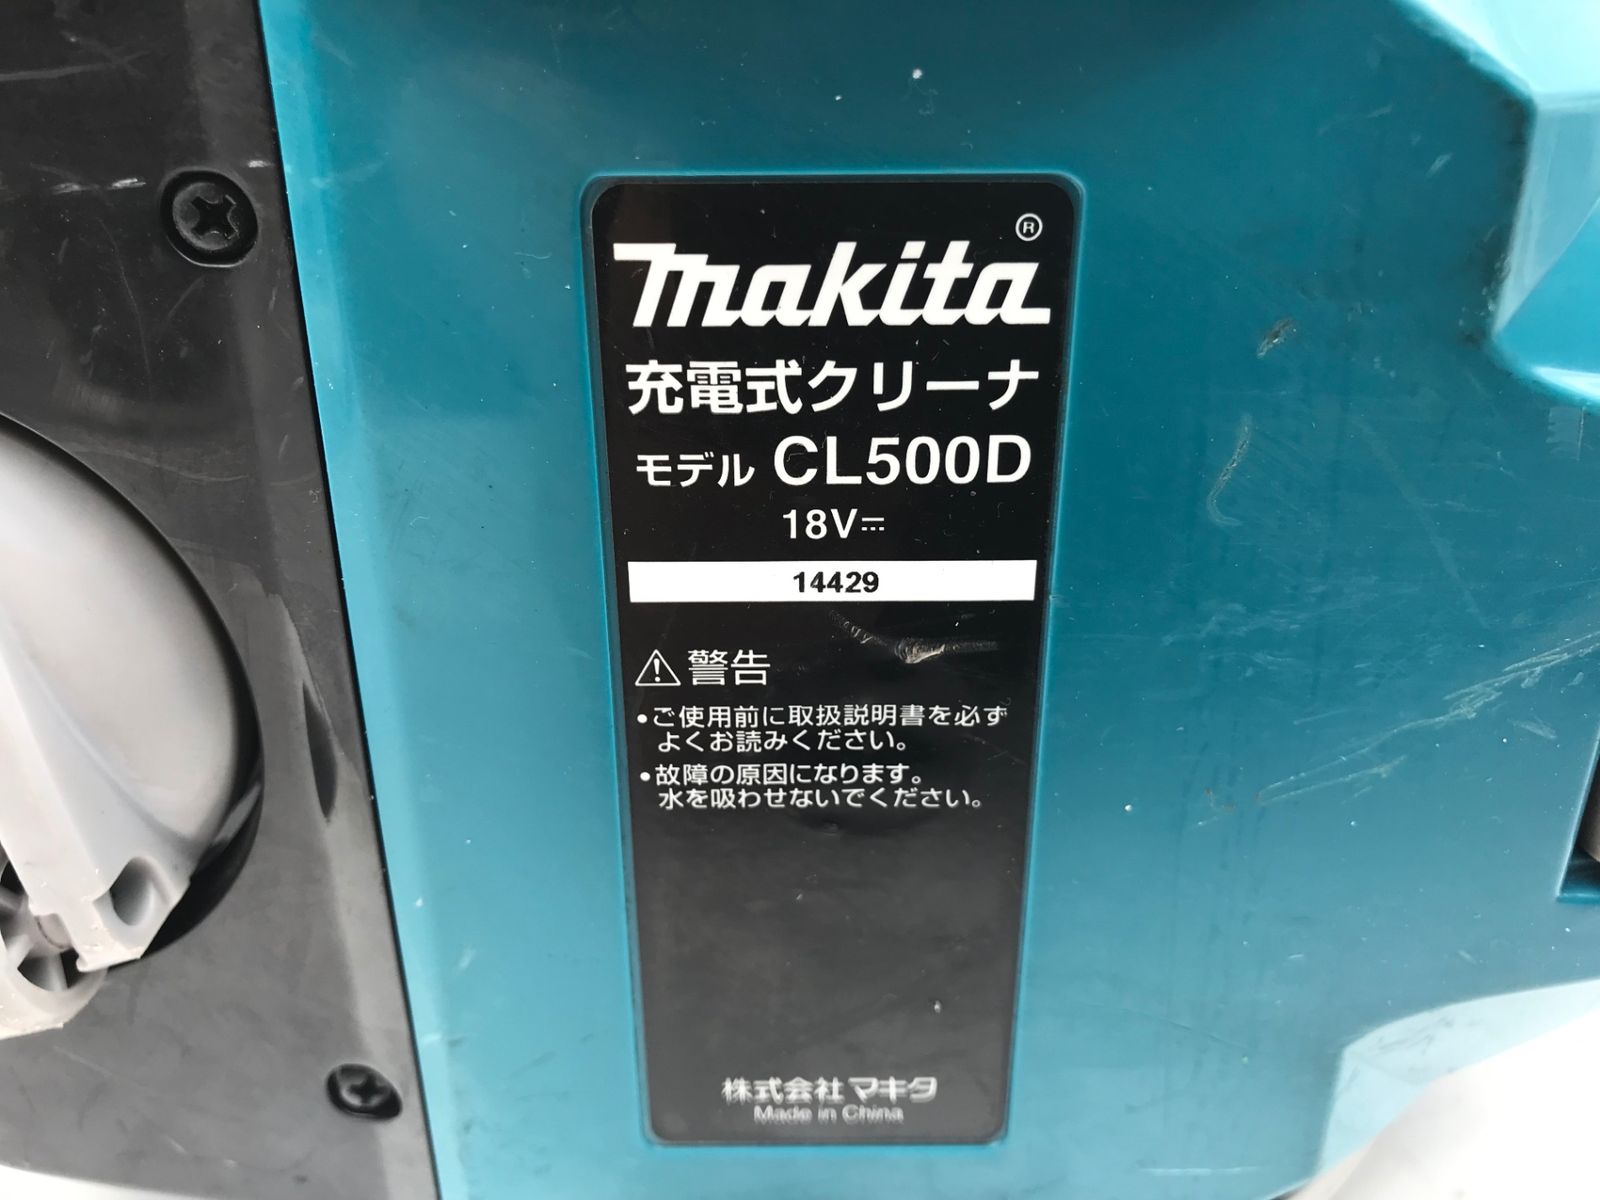 makita®
充電式クリーナ
モデル CL500D
18V⎓
14429
⚠警告
•ご使用前に取扱説明書を必ず
よくお読みください。
•故障の原因になります。
水を吸わせないでください。
株式会社マキタ
Made in China